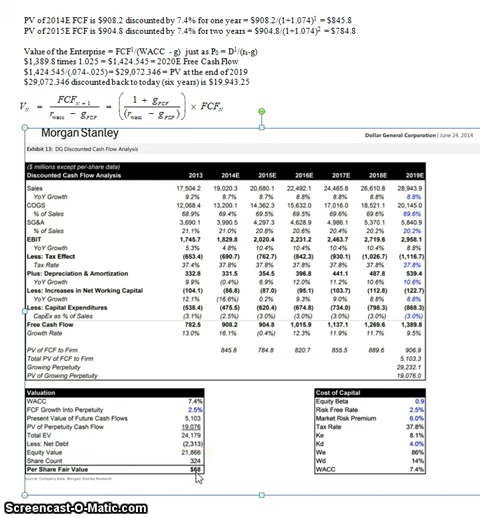 PV of 2014E FCF is $908.2 discounted by 7.4% for one year = $908.2/(1+1.074)¹ = $845.8
PV of 2015E FCF is $904.8 discounted by 7.4% for two years = $904.8/(1+1.074)² = $784.8
Value of the Enterprise = FCF¹/(WACC - g) just as P₀ = D¹/(rₛ-g)
$1,389.8 times 1.025 = $1,424.545 = 2020E Free Cash Flow
$1,424.545/(.074-.025) = $29,072.346 = PV at the end of 2019
$29,072.346 discounted back to today (six years) is $19.943.25
Morgan Stanley
Dollar General Corporation | June 24, 2014
Exhibit 13: DG Discounted Cash Flow Analysis
($ millions except per-share data)
Discounted Cash Flow Analysis 2013 2014E 2015E 2016E 2017E 2018E 2019E
Sales 17,504.2 19,020.3 20,680.1 22,492.1 24,465.8 26,610.8 28,943.9
YoY Growth 9.2% 8.7% 8.7% 8.8% 8.8% 8.8% 8.8%
COGS 12,068.4 13,200.1 14,362.3 15,632.0 17,016.0 18,521.1 20,145.0
% of Sales 68.9% 69.4% 69.5% 69.5% 69.6% 69.6% 69.6%
SG&A 3,690.1 3,990.5 4,297.3 4,628.9 4,986.1 5,370.1 5,840.9
% of Sales 21.1% 21.0% 20.8% 20.6% 20.4% 20.2% 20.2%
EBIT 1,745.7 1,829.8 2,020.4 2,231.2 2,463.7 2,719.6 2,958.1
YoY Growth 5.3% 4.8% 10.4% 10.4% 10.4% 10.4% 8.8%
Less: Tax Effect (653.4) (690.7) (762.7) (842.3) (930.1) (1,026.7) (1,116.7)
Tax Rate 37.4% 37.8% 37.8% 37.8% 37.8% 37.8% 37.8%
Plus: Depreciation & Amortization 332.8 331.5 354.5 396.8 441.1 487.8 539.4
YoY Growth 9.9% (0.4%) 6.9% 12.0% 11.2% 10.6% 10.6%
Less: Increases in Net Working Capital (104.1) (86.8) (87.0) (95.1) (103.7) (112.8) (122.7)
YoY Growth 12.1% (16.6%) 0.2% 9.3% 9.0% 8.8% 8.8%
Less: Capital Expenditures (538.4) (475.5) (620.4) (674.8) (734.0) (798.3) (868.3)
CapEx as % of Sales (3.1%) (2.5%) (3.0%) (3.0%) (3.0%) (3.0%) (3.0%)
Free Cash Flow 782.5 908.2 904.8 1,015.9 1,137.1 1,269.6 1,389.8
Growth Rate 13.0% 16.1% (0.4%) 12.3% 11.9% 11.7% 9.5%
PV of FCF to Firm 845.8 784.8 820.7 855.5 889.6 906.9
Total PV of FCF to Firm 5,103.3
Growing Perpetuity 29,232.1
PV of Growing Perpetuity 19,076.0
Valuation
WACC 7.4%
FCF Growth Into Perpetuity 2.5%
Present Value of Future Cash Flows 5,103
PV of Perpetuity Cash Flow 19,076
Total EV 24,179
Less: Net Debt (2,313)
Equity Value 21,866
Share Count 324
Per Share Fair Value $68
Cost of Capital
Equity Beta 0.9
Risk Free Rate 2.5%
Market Risk Premium 6.0%
Tax Rate 37.8%
Ke 8.1%
Kd 4.0%
We 86%
Wd 14%
WACC 7.4%
Source: Company data, Morgan Stanley Research
Screencast-O-Matic.com